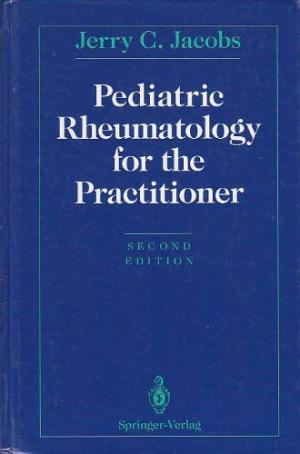 Jerry C. Jacobs
Pediatric
Rheumatology
for the
Practitioner
SECOND
EDITION
Springer-Verlag